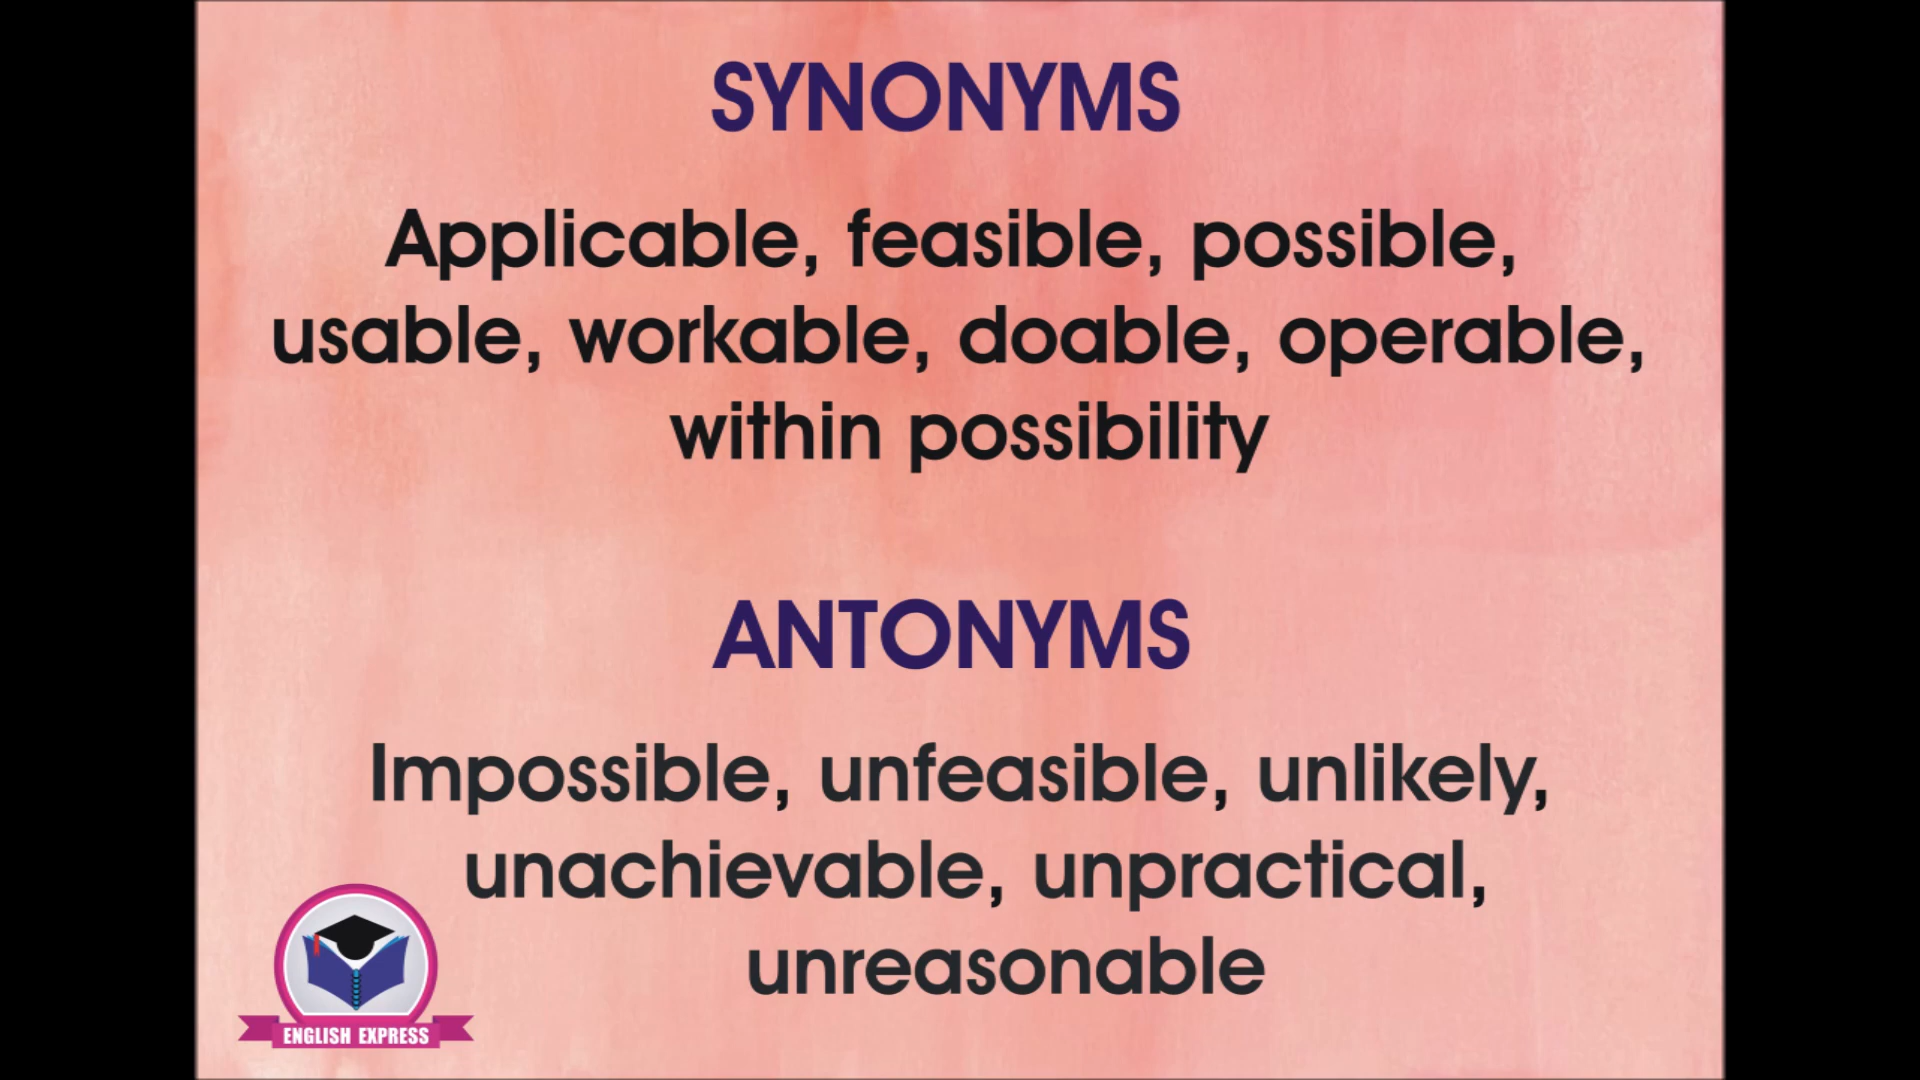 SYNONYMS
Applicable, feasible, possible,
usable, workable, doable, operable,
within possibility
ANTONYMS
Impossible, unfeasible, unlikely,
unachievable, unpractical,
unreasonable
ENGLISH EXPRESS